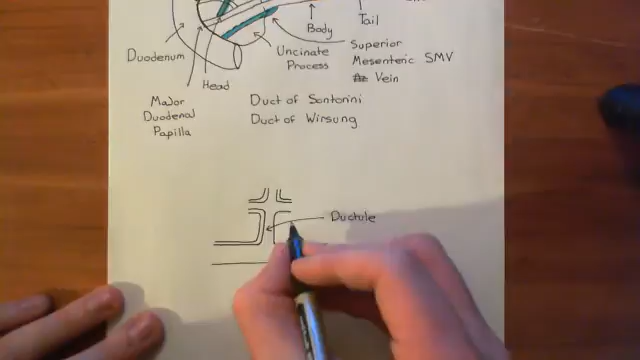 Body
Tail
Duodenum
Uncinate
Process
Superior
Mesenteric SMV
Vein
Head
Major
Duodenal
Papilla
Duct of Santorini
Duct of Wirsung
Ductule